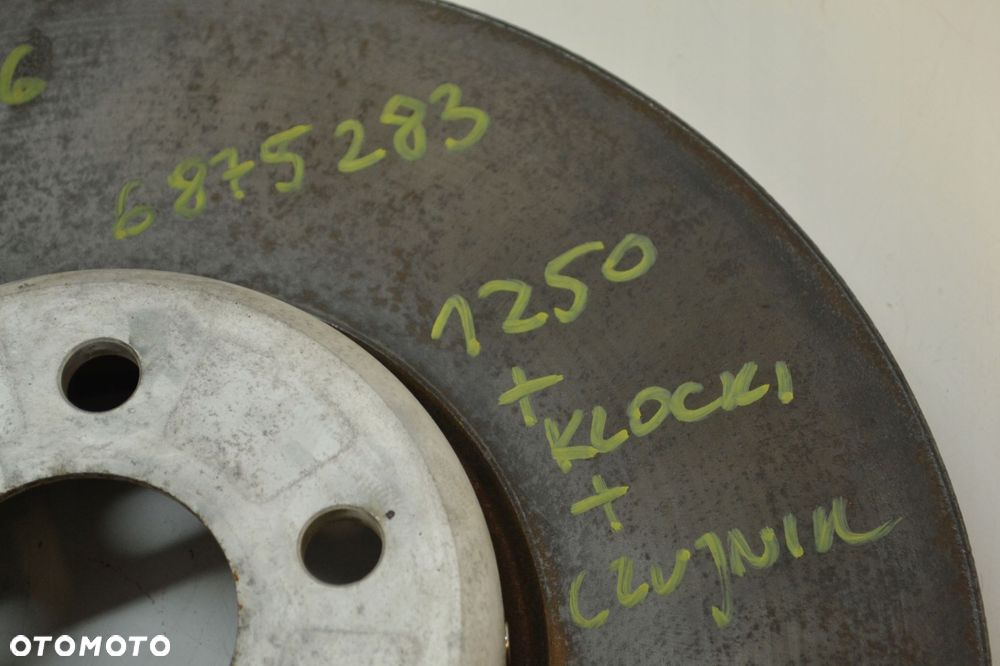 6
6875283
1250
+
KLOCKI
+
CZUJNIK
OTOMOTO